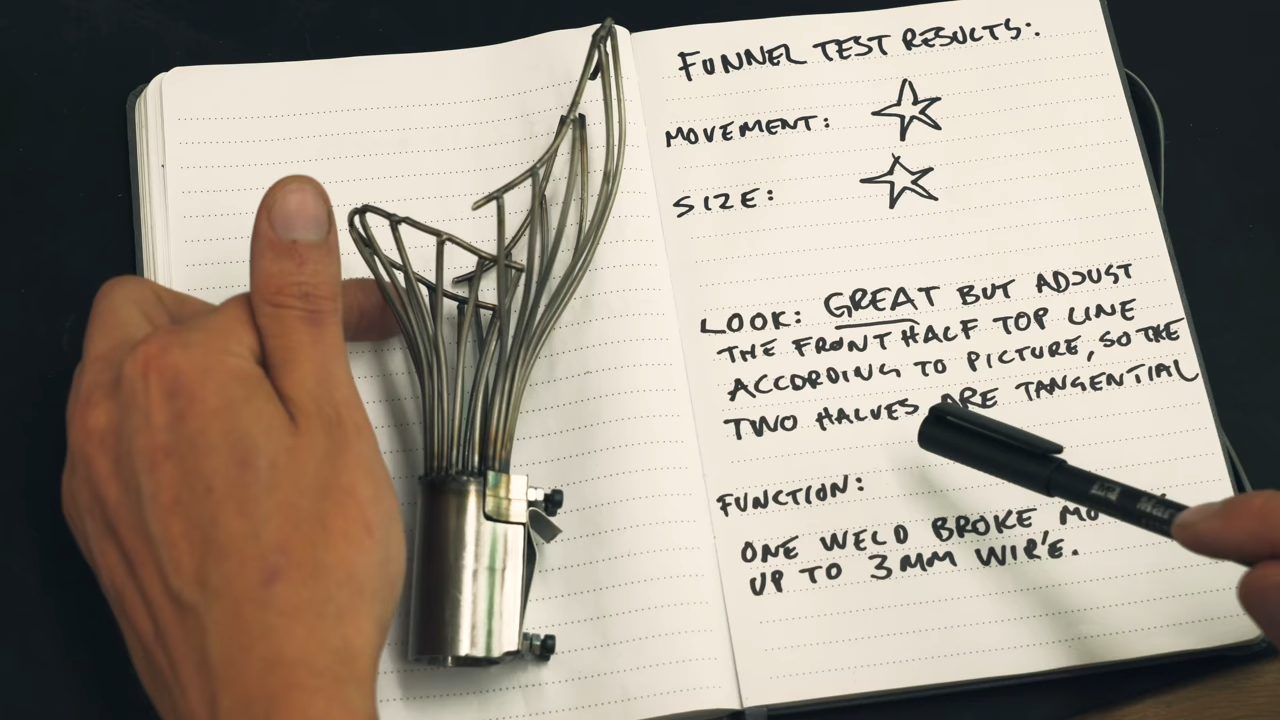 FUNNEL TEST RESULTS:
MOVEMENT:
SIZE:
LOOK: GREAT BUT ADJUST
THE FRONT HALF TOP LINE
ACCORDING TO PICTURE, SO THE
TWO HALVES ARE TANGENTIAL
FUNCTION:
ONE WELD BROKE,
UP TO 3MM WIRE.